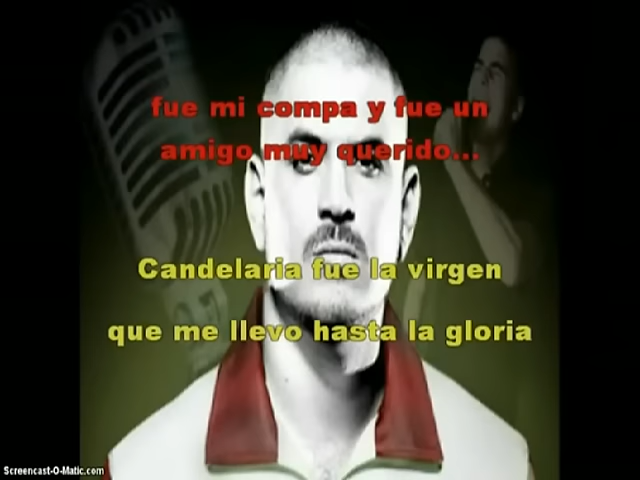 fue mi compa y fue un
amigo muy querido...
Candelaria fue la virgen
que me llevo hasta la gloria
Screencast-O-Matic.com